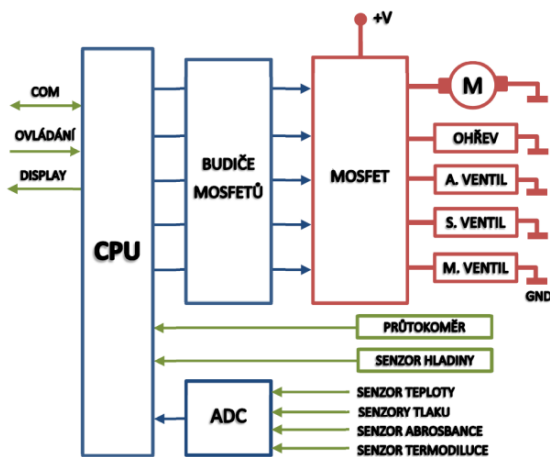 +V
COM
OVLÁDÁNÍ
DISPLAY
CPU
BUDIČE
MOSFETŮ
MOSFET
M
OHŘEV
A. VENTIL
S. VENTIL
M. VENTIL
GND
PRŮTOKOMĚR
SENZOR HLADINY
ADC
SENZOR TEPLOTY
SENZORY TLAKU
SENZOR ABROSBANCE
SENZOR TERMODILUCE